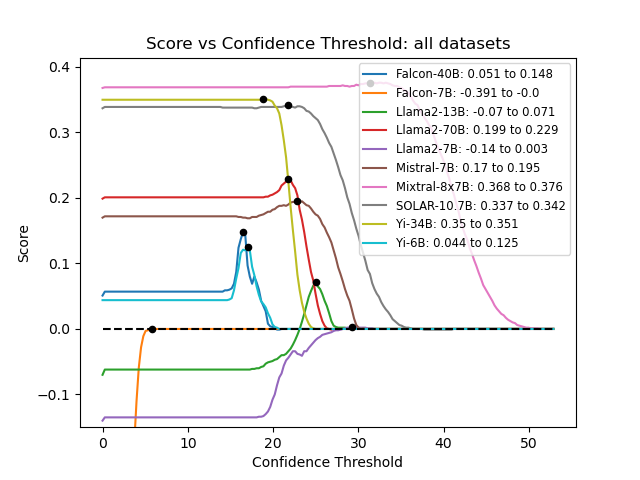 Score vs Confidence Threshold: all datasets
0.4
0.3
0.2
0.1
0.0
−0.1
Score
Falcon-40B: 0.051 to 0.148
Falcon-7B: -0.391 to -0.0
Llama2-13B: -0.07 to 0.071
Llama2-70B: 0.199 to 0.229
Llama2-7B: -0.14 to 0.003
Mistral-7B: 0.17 to 0.195
Mixtral-8x7B: 0.368 to 0.376
SOLAR-10.7B: 0.337 to 0.342
Yi-34B: 0.35 to 0.351
Yi-6B: 0.044 to 0.125
0 10 20 30 40 50
Confidence Threshold